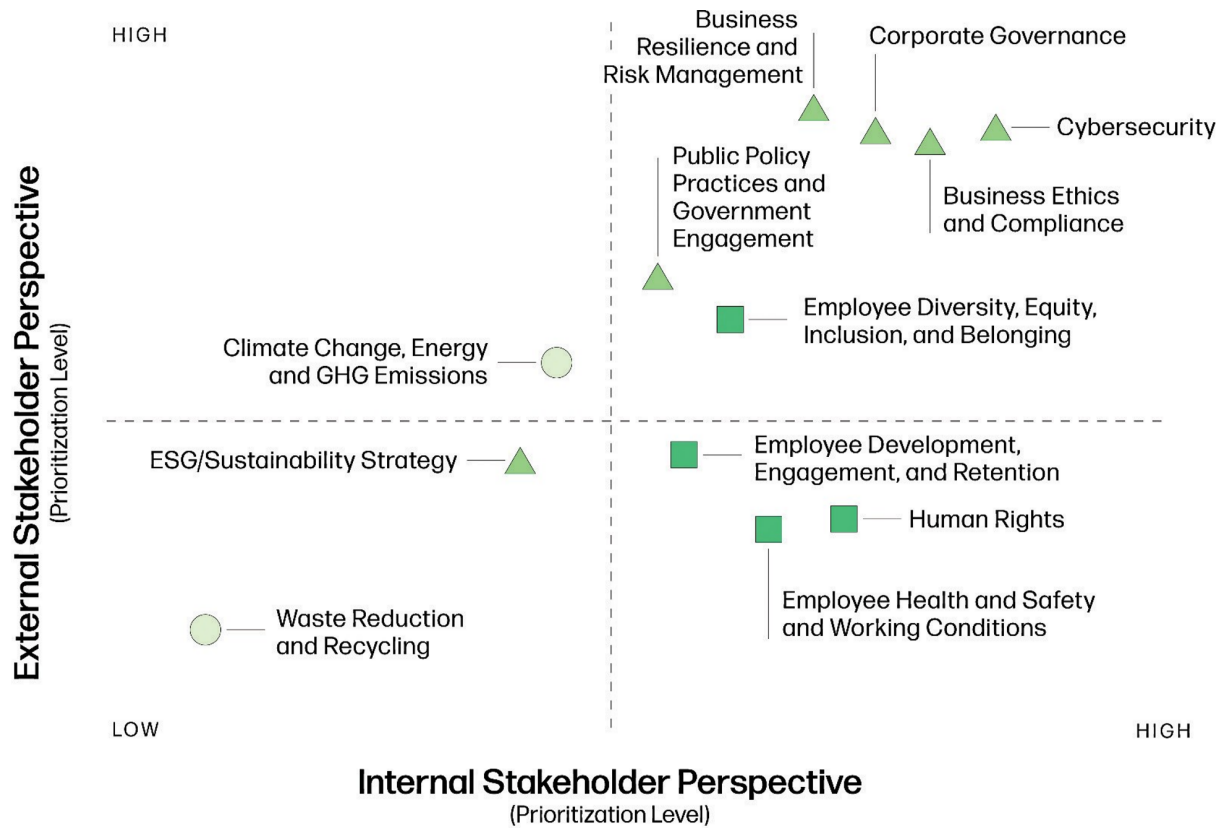 HIGH
Business
Resilience and
Risk Management
Corporate Governance
Cybersecurity
Public Policy
Practices and
Government
Engagement
Business Ethics
and Compliance
Employee Diversity, Equity,
Inclusion, and Belonging
Climate Change, Energy
and GHG Emissions
ESG/Sustainability Strategy
Employee Development,
Engagement, and Retention
Human Rights
Employee Health and Safety
and Working Conditions
Waste Reduction
and Recycling
External Stakeholder Perspective
(Prioritization Level)
LOW
HIGH
Internal Stakeholder Perspective
(Prioritization Level)